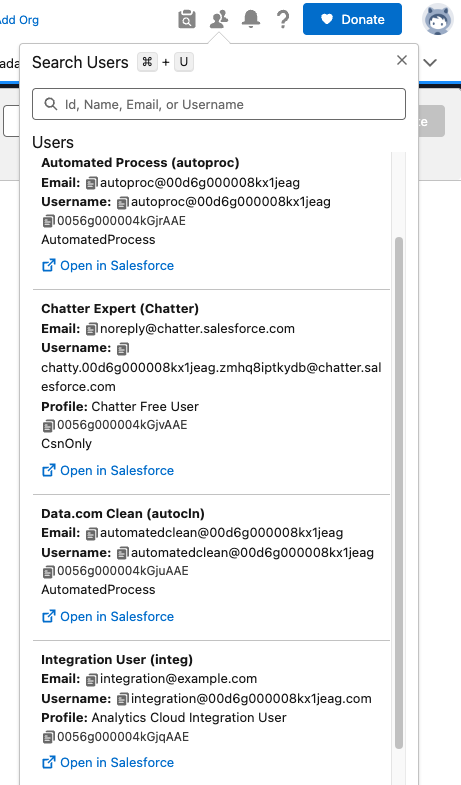 Add Org
Donate
Search Users ⌘ + U
ada
Id, Name, Email, or Username
Users
Automated Process (autoproc)
Email: autoproc@00d6g000008kx1jeag
Username: autoproc@00d6g000008kx1jeag
0056g000004kGjrAAE
AutomatedProcess
Open in Salesforce
Chatter Expert (Chatter)
Email: noreply@chatter.salesforce.com
Username:
chatty.00d6g000008kx1jeag.zmhq8iptkydb@chatter.sal
esforce.com
Profile: Chatter Free User
0056g000004kGjvAAE
CsnOnly
Open in Salesforce
Data.com Clean (autocln)
Email: automatedclean@00d6g000008kx1jeag
Username: automatedclean@00d6g000008kx1jeag
0056g000004kGjuAAE
AutomatedProcess
Open in Salesforce
Integration User (integ)
Email: integration@example.com
Username: integration@00d6g000008kx1jeag.com
Profile: Analytics Cloud Integration User
0056g000004kGjqAAE
Open in Salesforce